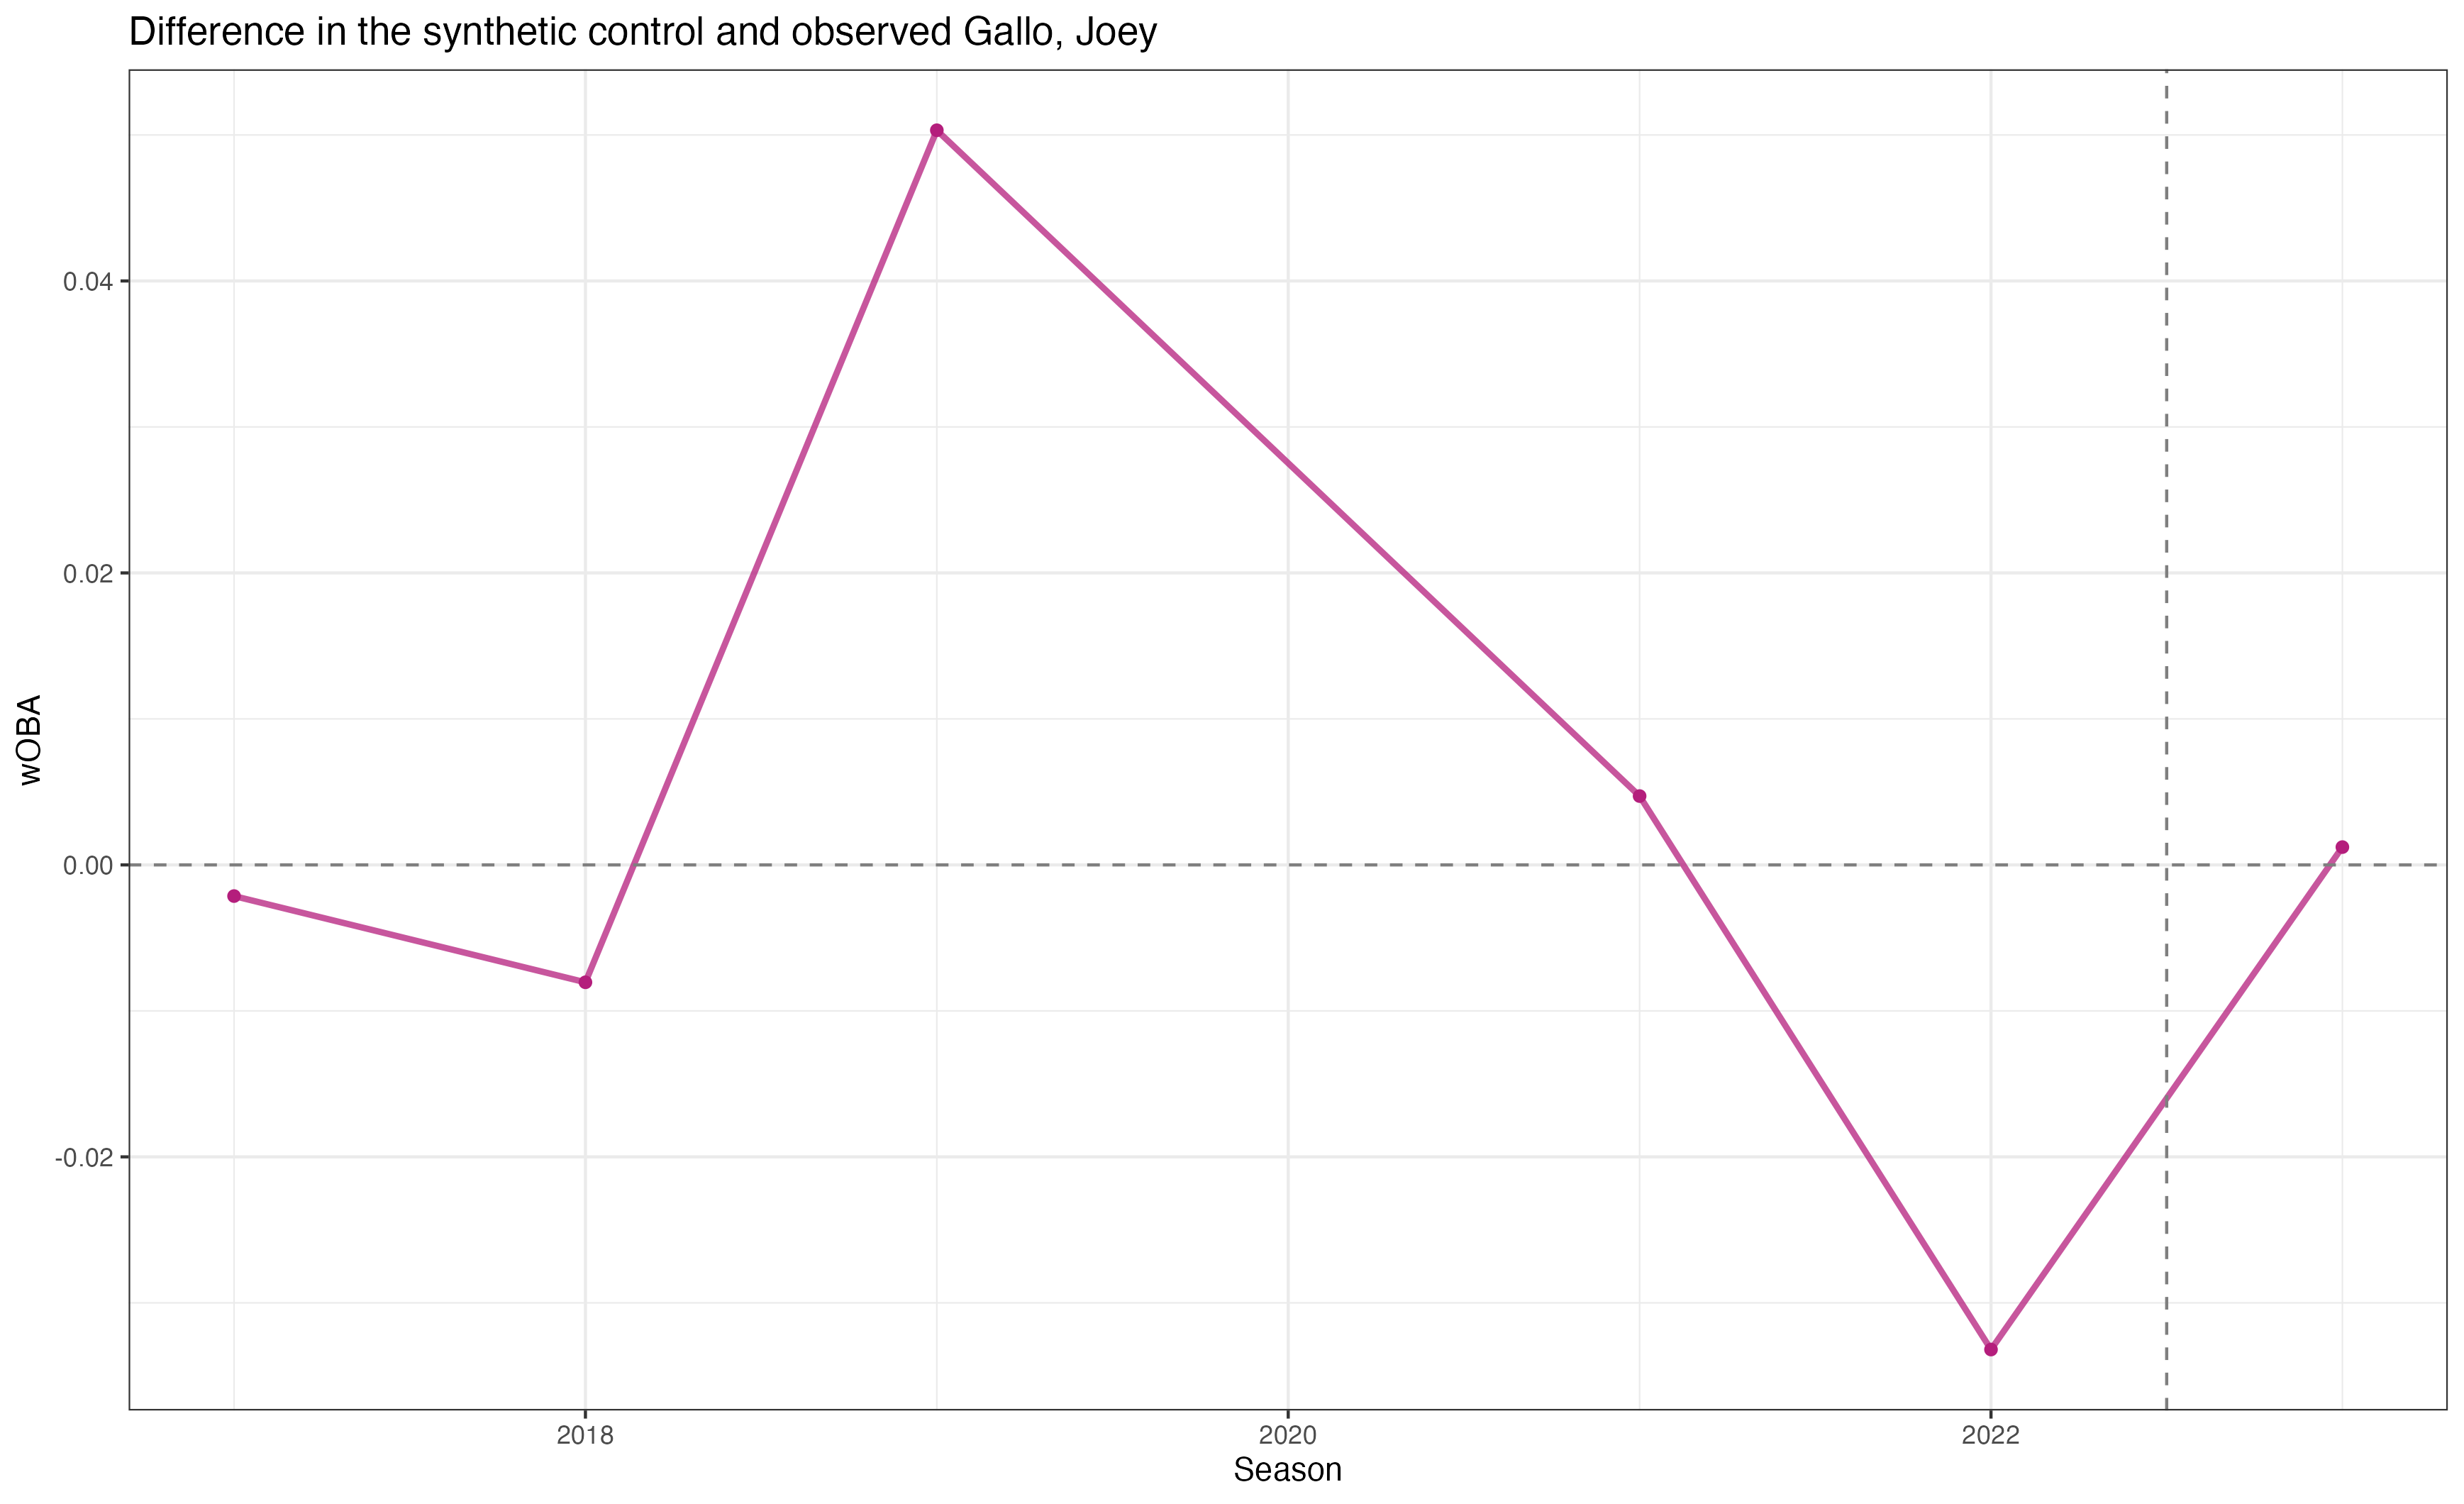 Difference in the synthetic control and observed Gallo, Joey
wOBA
0.04
0.02
0.00
-0.02
2018
2020
2022
Season